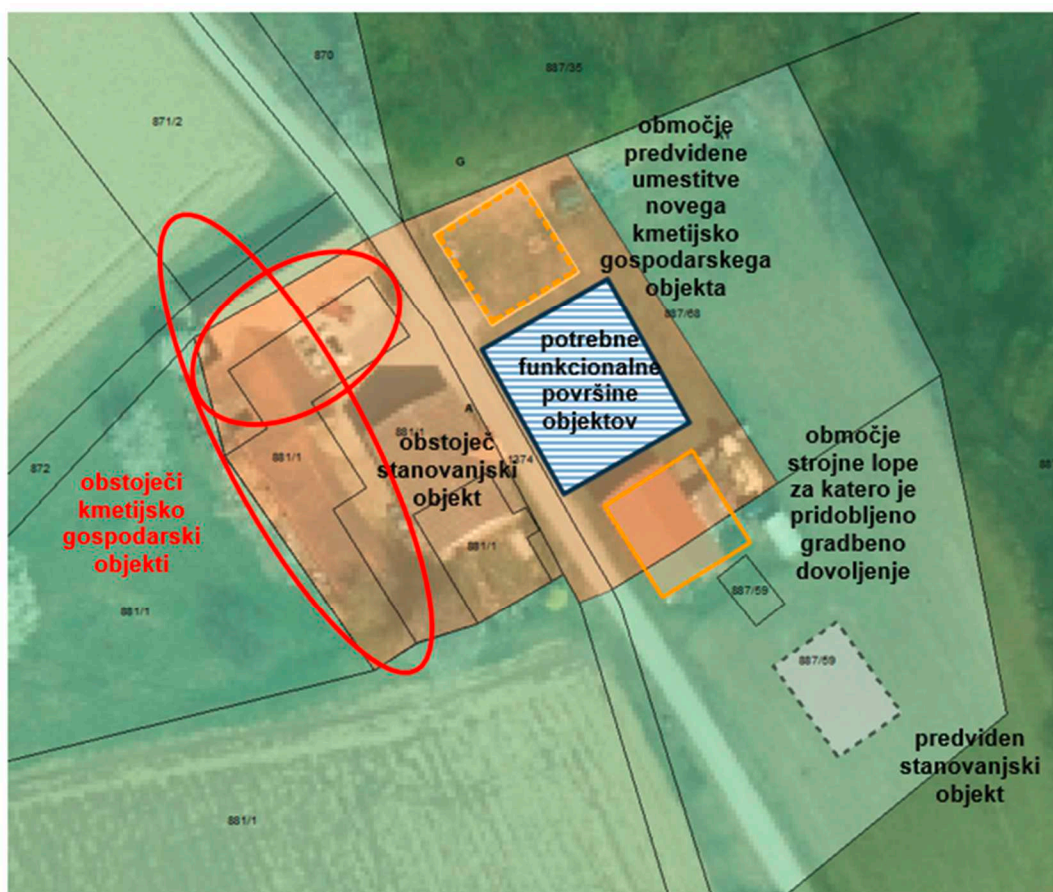 870
887/35
871/2
G
območje
predvidene
umestitve
novega
kmetijsko
gospodarskega
objekta
887/68
potrebne
funkcionalne
površine
objektov
A
881/1
obstoječ
stanovanjski
objekt
1374
881/1
872
obstoječi
kmetijsko
gospodarski
objekti
območje
strojne lope
za katero je
pridobljeno
gradbeno
dovoljenje
881/1
887/59
881/1
887/59
predviden
stanovanjski
objekt
881/1